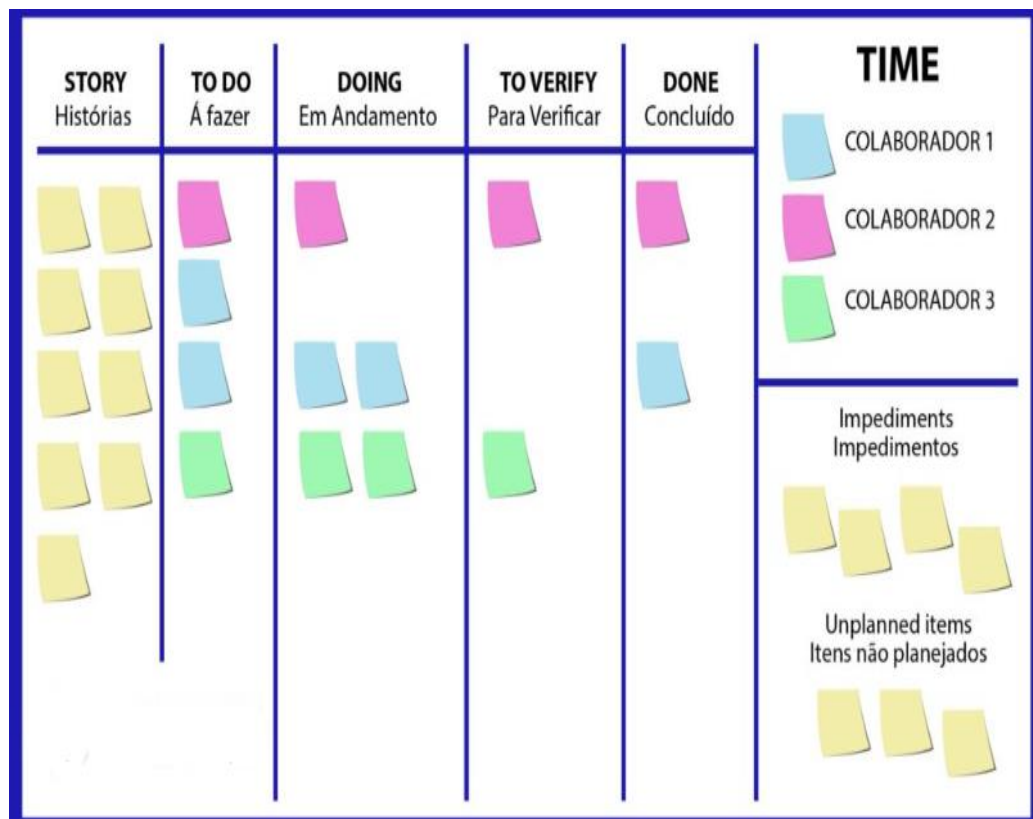 STORY
Histórias
TO DO
Á fazer
DOING
Em Andamento
TO VERIFY
Para Verificar
DONE
Concluído
TIME
COLABORADOR 1
COLABORADOR 2
COLABORADOR 3
Impediments
Impedimentos
Unplanned items
Itens não planejados